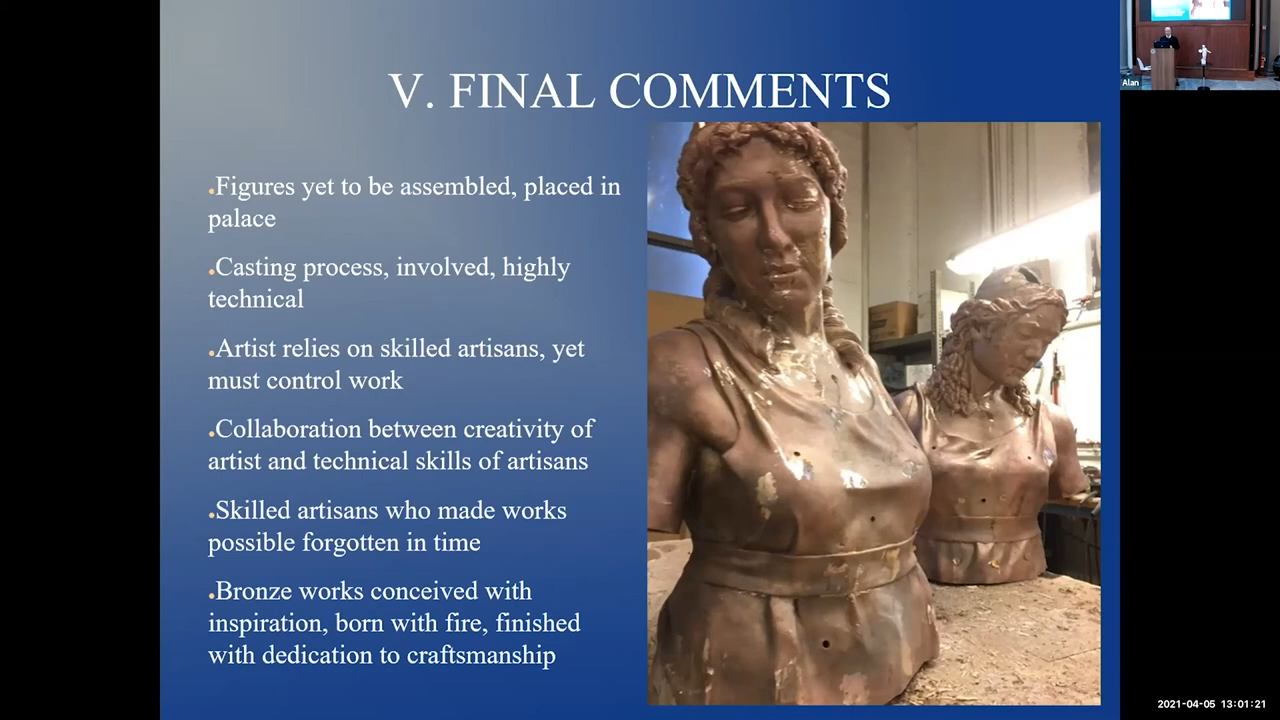 V. FINAL COMMENTS
Alan
•Figures yet to be assembled, placed in
palace
•Casting process, involved, highly
technical
•Artist relies on skilled artisans, yet
must control work
•Collaboration between creativity of
artist and technical skills of artisans
•Skilled artisans who made works
possible forgotten in time
•Bronze works conceived with
inspiration, born with fire, finished
with dedication to craftsmanship
2021-04-05 13:01:21